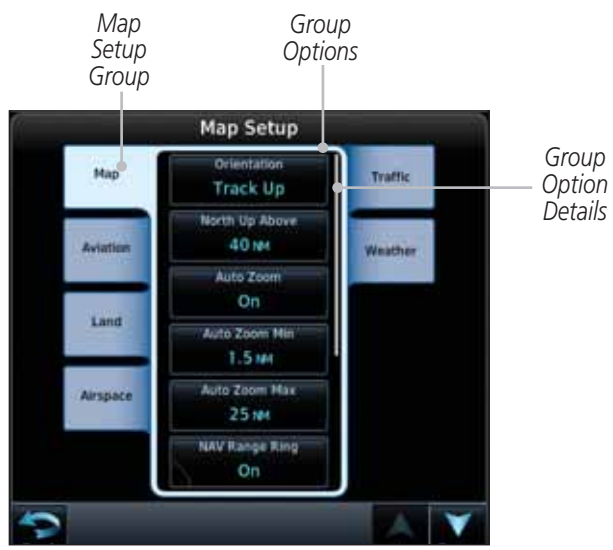 Map
Setup
Group
Group
Options
Map Setup
Map
Orientation
Track Up
Traffic
Group
Option
Details
North Up Above
40 NM
Aviation
Weather
Auto Zoom
On
Land
Auto Zoom Min
1.5 NM
Airspace
Auto Zoom Max
25 NM
NAV Range Ring
On